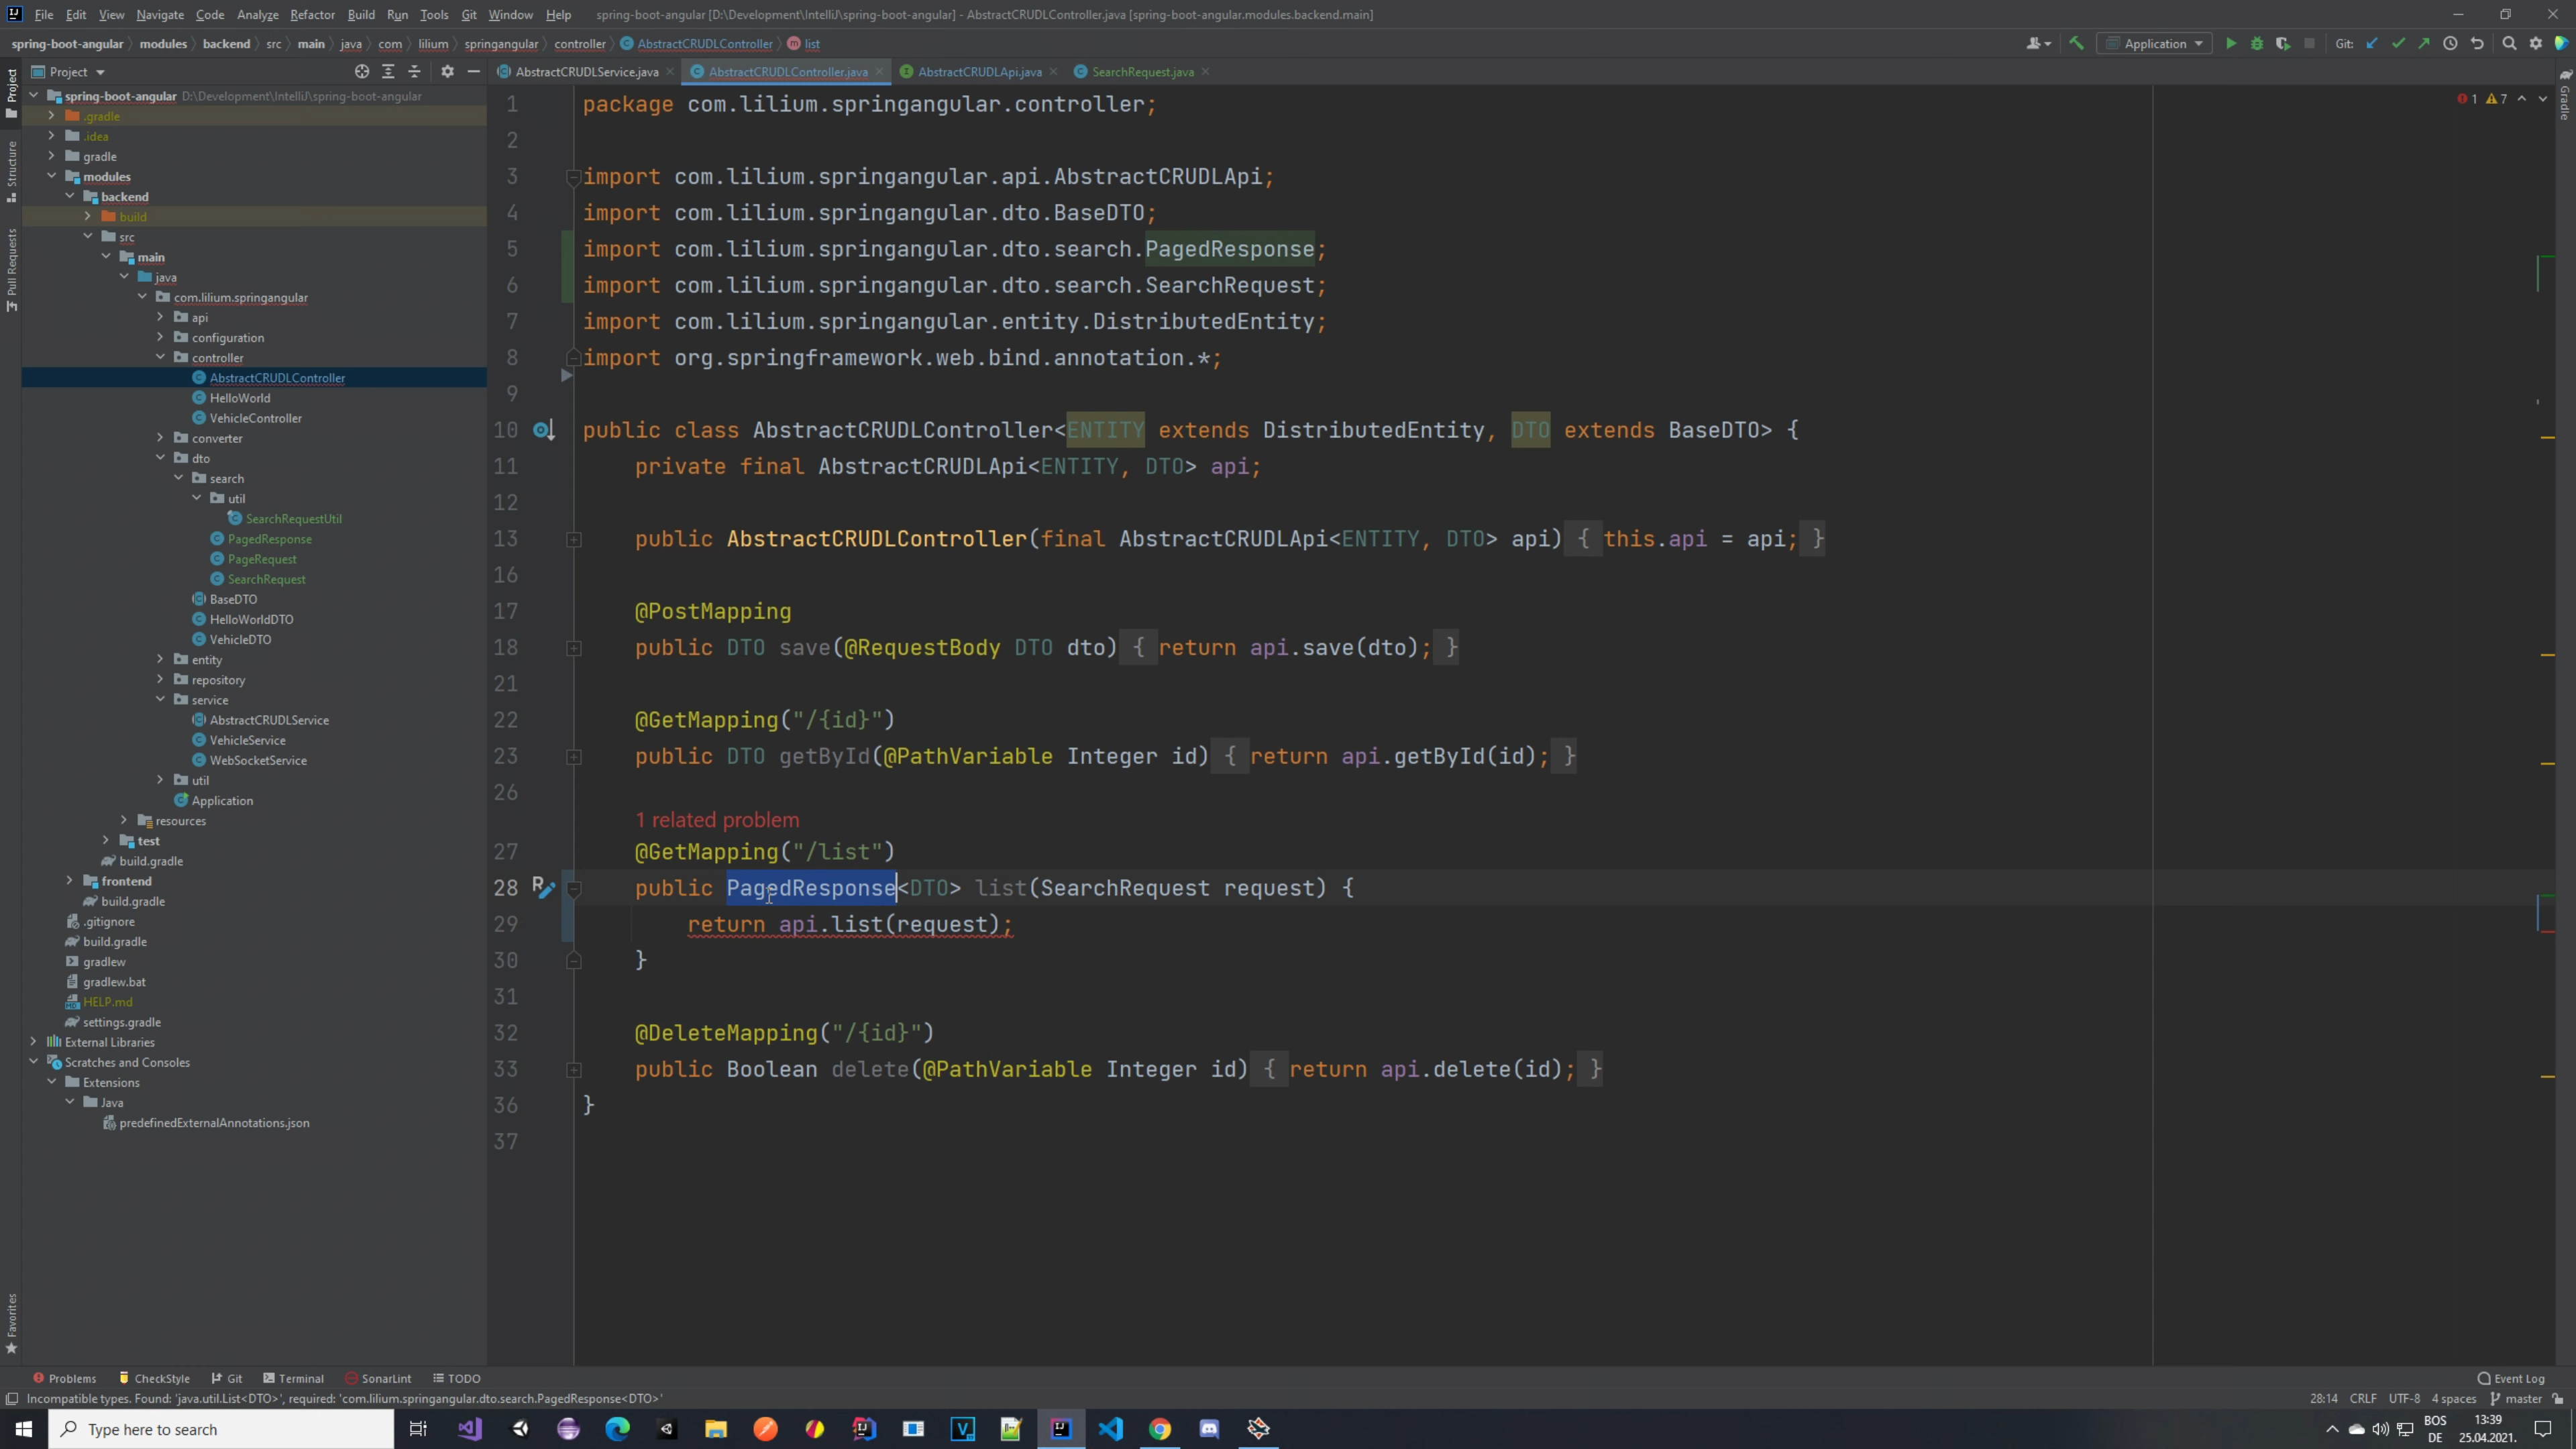 File Edit View Navigate Code Analyze Refactor Build Run Tools Git Window Help spring-boot-angular [D:\Development\IntelliJ\spring-boot-angular] - AbstractCRUDLController.java [spring-boot-angular.modules.backend.main]
spring-boot-angular modules backend src main java com lilium springangular controller AbstractCRUDLController list
Application Git:
Project
AbstractCRUDLService.java AbstractCRUDLController.java AbstractCRUDLApi.java SearchRequest.java
Project
Structure
Pull Requests
Favorites
Gradle
spring-boot-angular D:\Development\IntelliJ\spring-boot-angular
.gradle
.idea
gradle
modules
backend
build
src
main
java
com.lilium.springangular
api
configuration
controller
AbstractCRUDLController
HelloWorld
VehicleController
converter
dto
search
util
SearchRequestUtil
PagedResponse
PageRequest
SearchRequest
BaseDTO
HelloWorldDTO
VehicleDTO
entity
repository
service
AbstractCRUDLService
VehicleService
WebSocketService
util
Application
resources
test
build.gradle
frontend
build.gradle
.gitignore
build.gradle
gradlew
gradlew.bat
HELP.md
settings.gradle
External Libraries
Scratches and Consoles
Extensions
Java
predefinedExternalAnnotations.json
1 7
1 package com.lilium.springangular.controller;
2
3 import com.lilium.springangular.api.AbstractCRUDLApi;
4 import com.lilium.springangular.dto.BaseDTO;
5 import com.lilium.springangular.dto.search.PagedResponse;
6 import com.lilium.springangular.dto.search.SearchRequest;
7 import com.lilium.springangular.entity.DistributedEntity;
8 import org.springframework.web.bind.annotation.*;
9
10 public class AbstractCRUDLController<ENTITY extends DistributedEntity, DTO extends BaseDTO> {
11 private final AbstractCRUDLApi<ENTITY, DTO> api;
12
13 public AbstractCRUDLController(final AbstractCRUDLApi<ENTITY, DTO> api) { this.api = api; }
16
17 @PostMapping
18 public DTO save(@RequestBody DTO dto) { return api.save(dto); }
21
22 @GetMapping("/{id}")
23 public DTO getById(@PathVariable Integer id) { return api.getById(id); }
26
1 related problem
27 @GetMapping("/list")
28 public PagedResponse<DTO> list(SearchRequest request) {
29 return api.list(request);
30 }
31
32 @DeleteMapping("/{id}")
33 public Boolean delete(@PathVariable Integer id) { return api.delete(id); }
36 }
37
Problems CheckStyle Git Terminal SonarLint TODO Event Log
Incompatible types. Found: 'java.util.List<DTO>', required: 'com.lilium.springangular.dto.search.PagedResponse<DTO>' 28:14 CRLF UTF-8 4 spaces master
Type here to search
BOS
DE
13:39
25.04.2021.